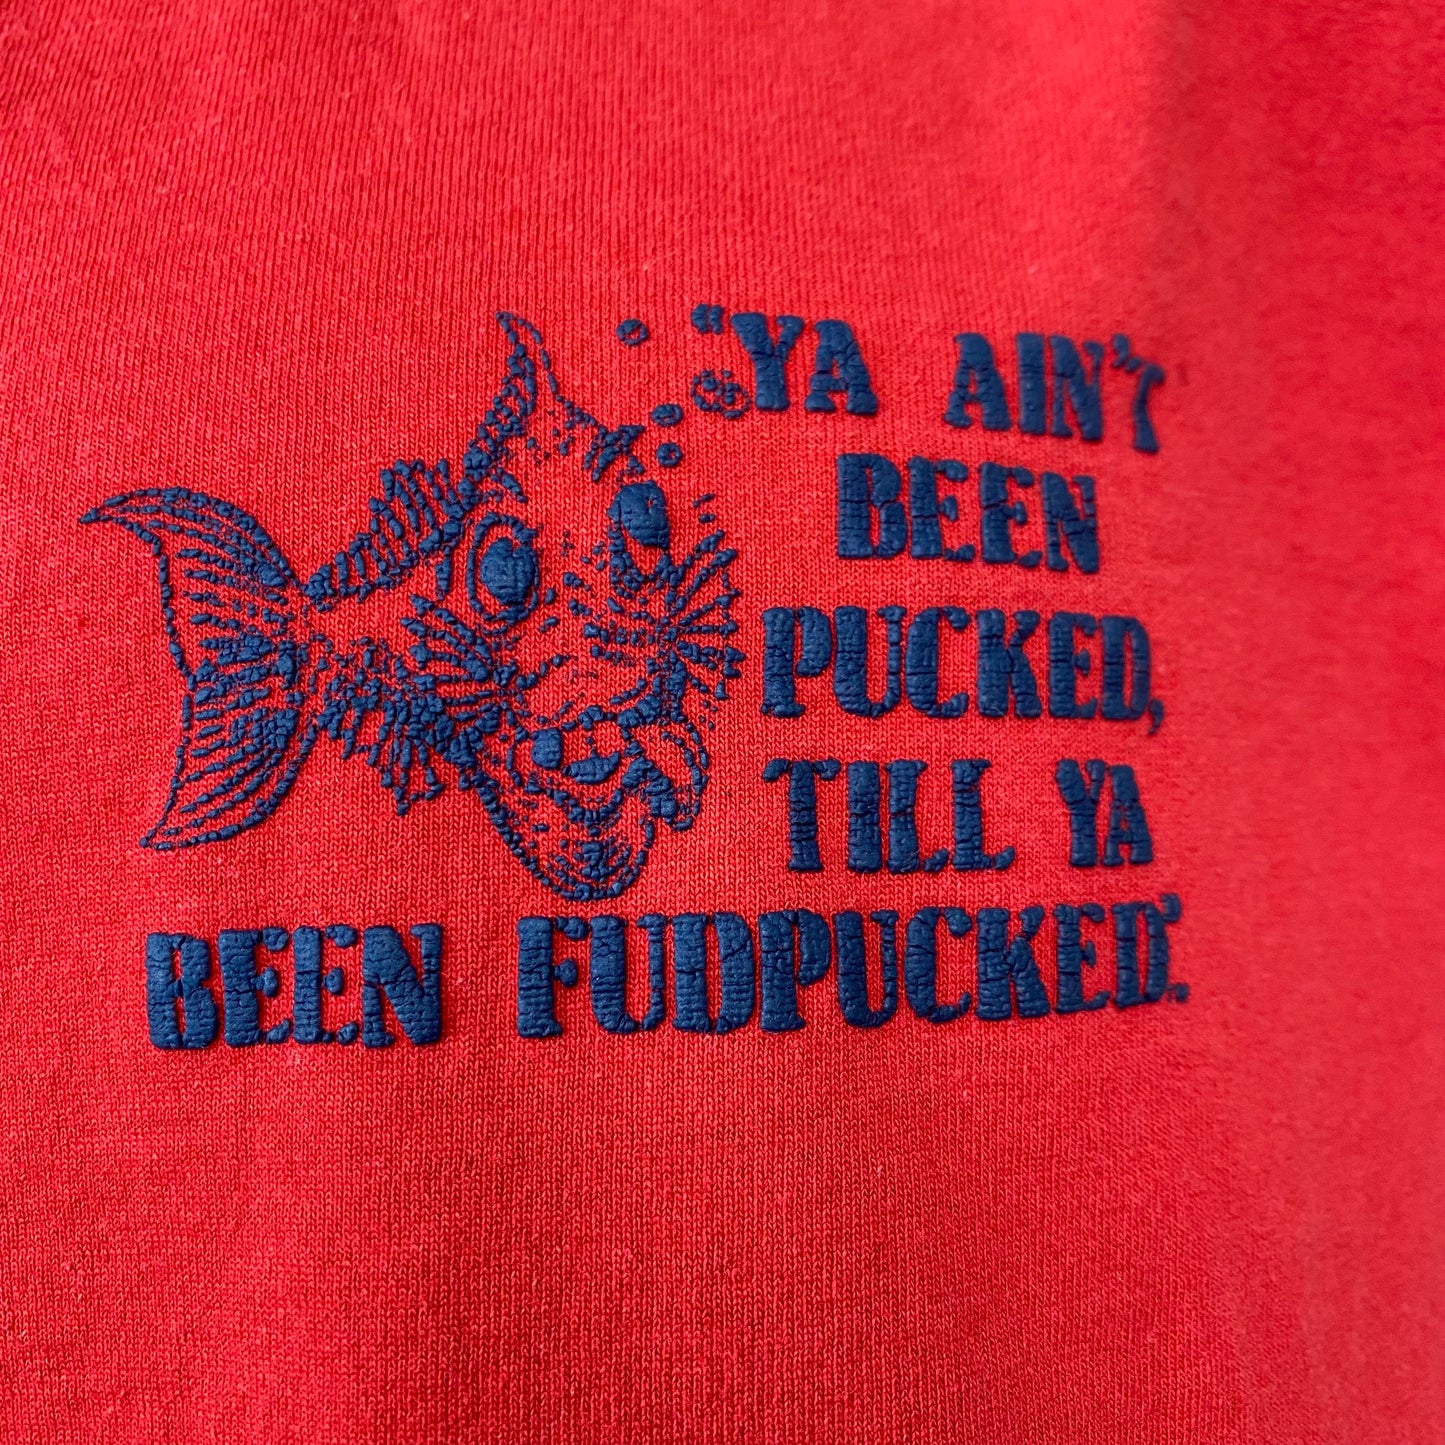 "YA AIN'T
BEEN
PUCKED,
TILL YA
BEEN FUDPUCKED."